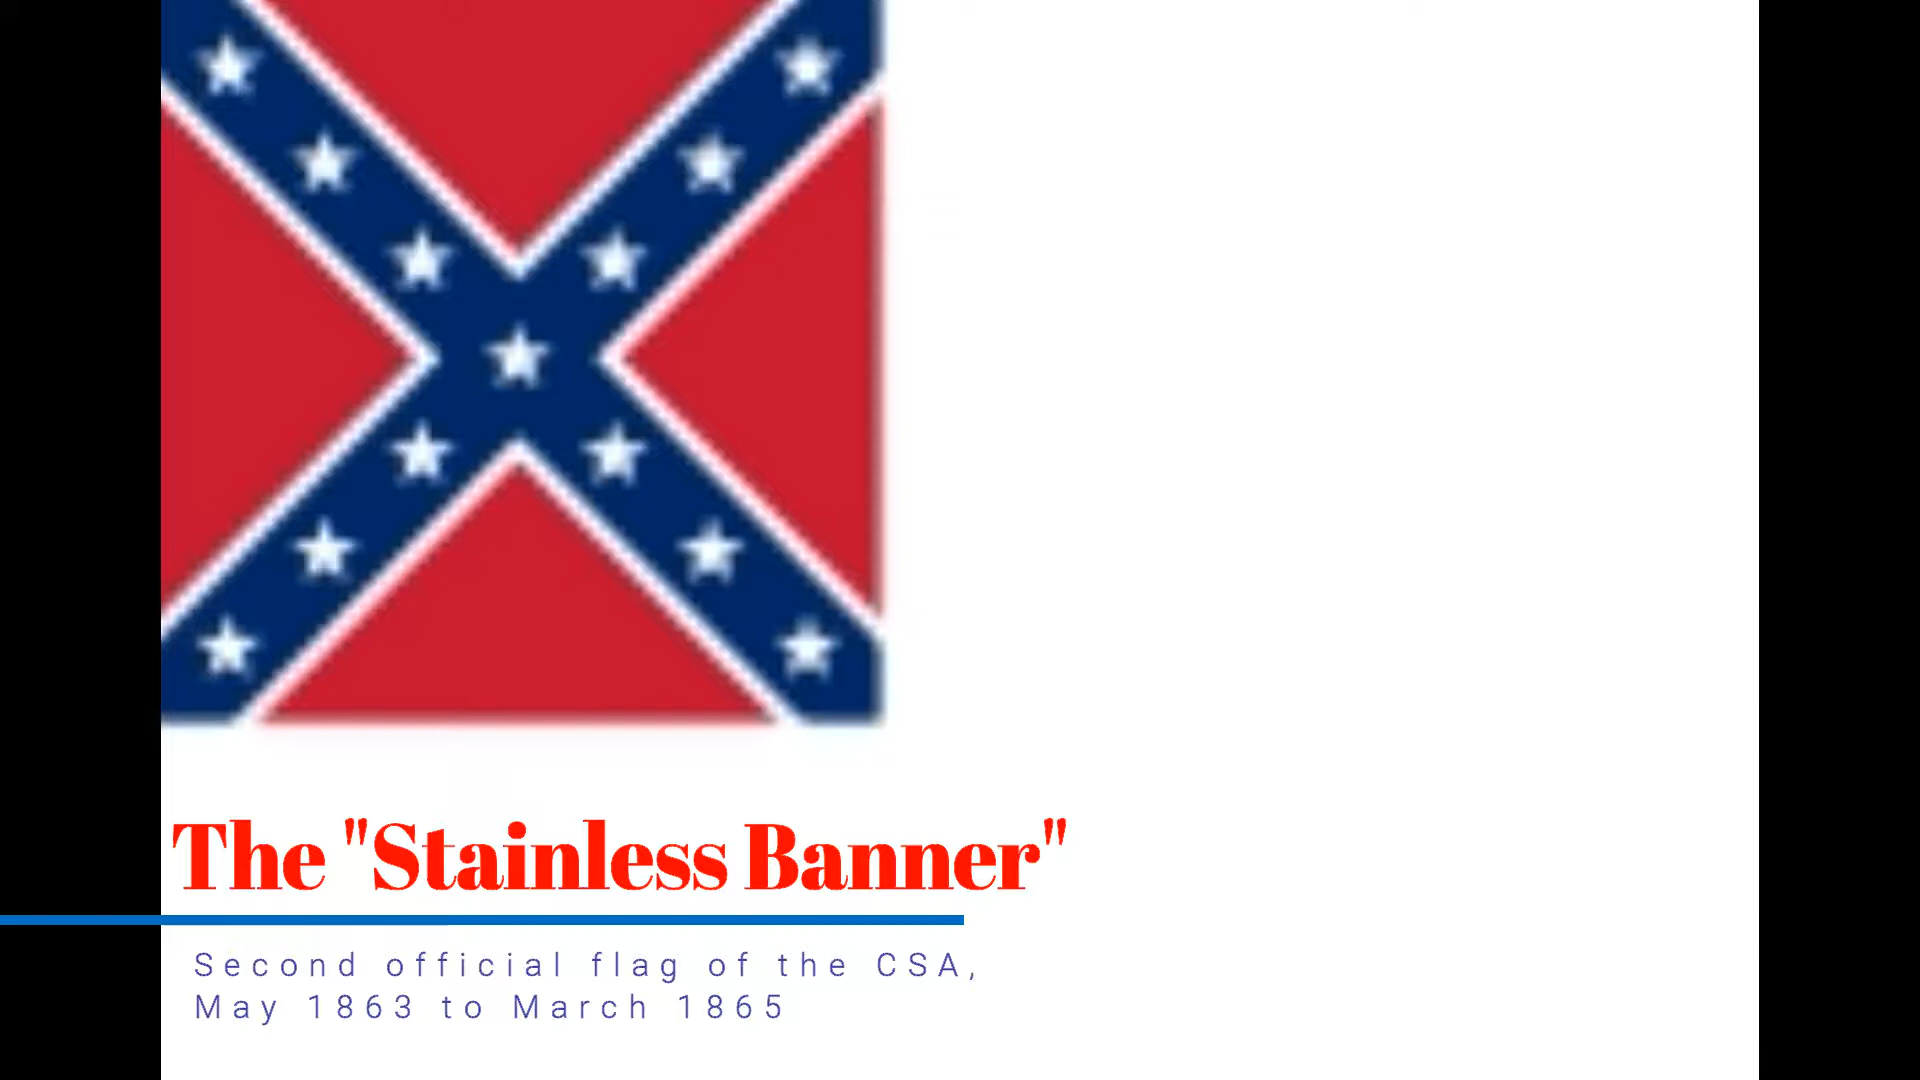 The "Stainless Banner"
Second official flag of the CSA,
May 1863 to March 1865